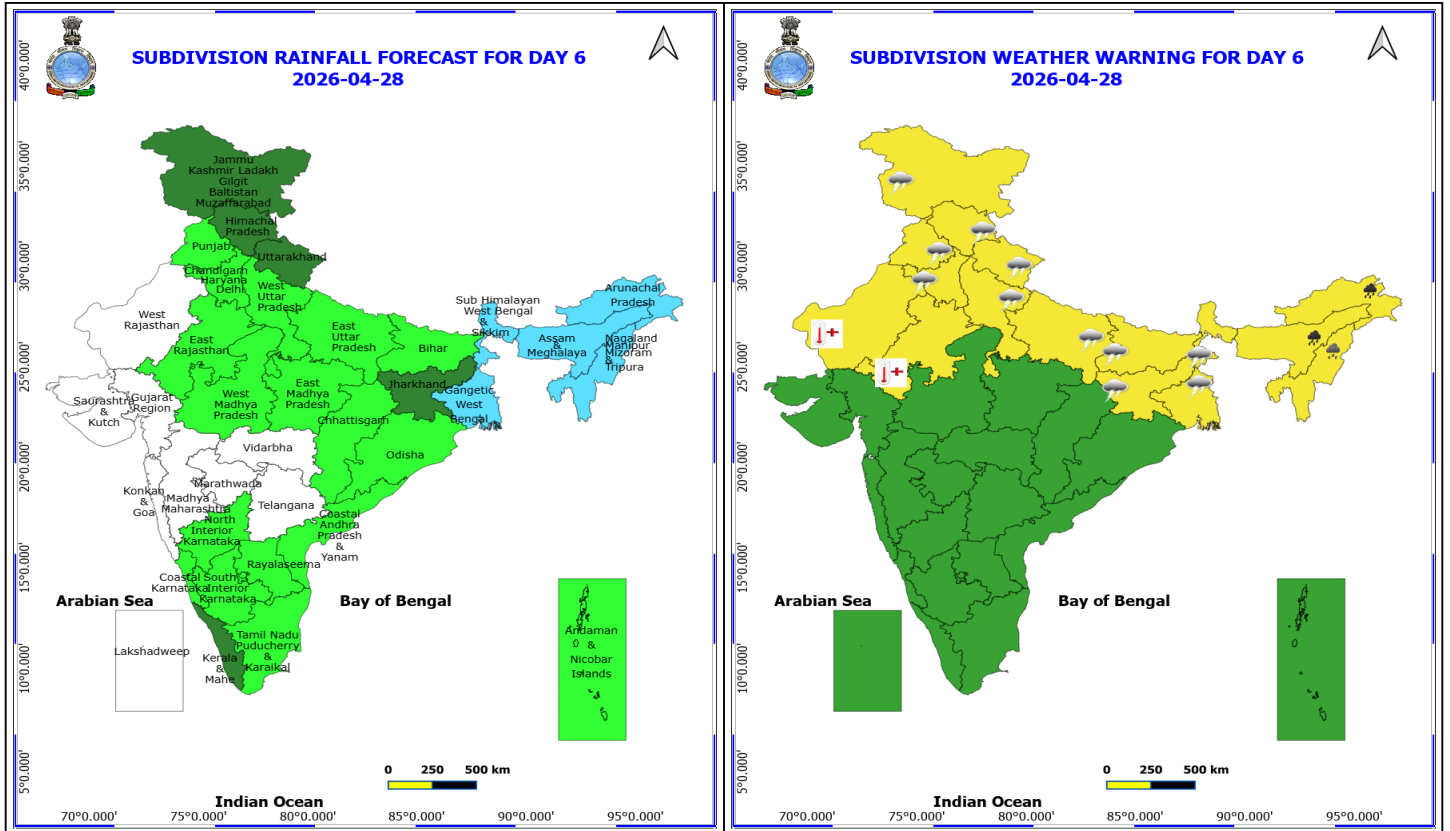 SUBDIVISION RAINFALL FORECAST FOR DAY 6
2026-04-28
40°0.000'
35°0.000'
30°0.000'
25°0.000'
20°0.000'
15°0.000'
10°0.000'
5°0.000'
Jammu
Kashmir Ladakh
Gilgit
Baltistan
Muzaffarabad
Himachal
Pradesh
Punjab
Uttarakhand
Chandigarh
Haryana
Delhi
West
Uttar
Pradesh
West
Rajasthan
East
Rajasthan
East
Uttar
Pradesh
Bihar
Sub Himalayan
West Bengal
&
Sikkim
Arunachal
Pradesh
Assam
&
Meghalaya
Nagaland
Manipur
Mizoram
&
Tripura
Jharkhand
Gangetic
West
Bengal
Saurashtra
&
Kutch
Gujarat
Region
West
Madhya
Pradesh
East
Madhya
Pradesh
Chhattisgarh
Odisha
Vidarbha
Marathwada
Konkan
&
Goa
Madhya
Maharashtra
Telangana
North
Interior
Karnataka
Coastal
Andhra
Pradesh
&
Yanam
Rayalaseema
Coastal
Karnataka
South
Interior
Karnataka
Arabian Sea
Bay of Bengal
Lakshadweep
Kerala
&
Mahe
Tamil Nadu
Puducherry
&
Karaikal
Andaman
&
Nicobar
Islands
0 250 500 km
Indian Ocean
70°0.000' 75°0.000' 80°0.000' 85°0.000' 90°0.000' 95°0.000'
SUBDIVISION WEATHER WARNING FOR DAY 6
2026-04-28
40°0.000'
35°0.000'
30°0.000'
25°0.000'
20°0.000'
15°0.000'
10°0.000'
5°0.000'
Arabian Sea
Bay of Bengal
0 250 500 km
Indian Ocean
70°0.000' 75°0.000' 80°0.000' 85°0.000' 90°0.000' 95°0.000'